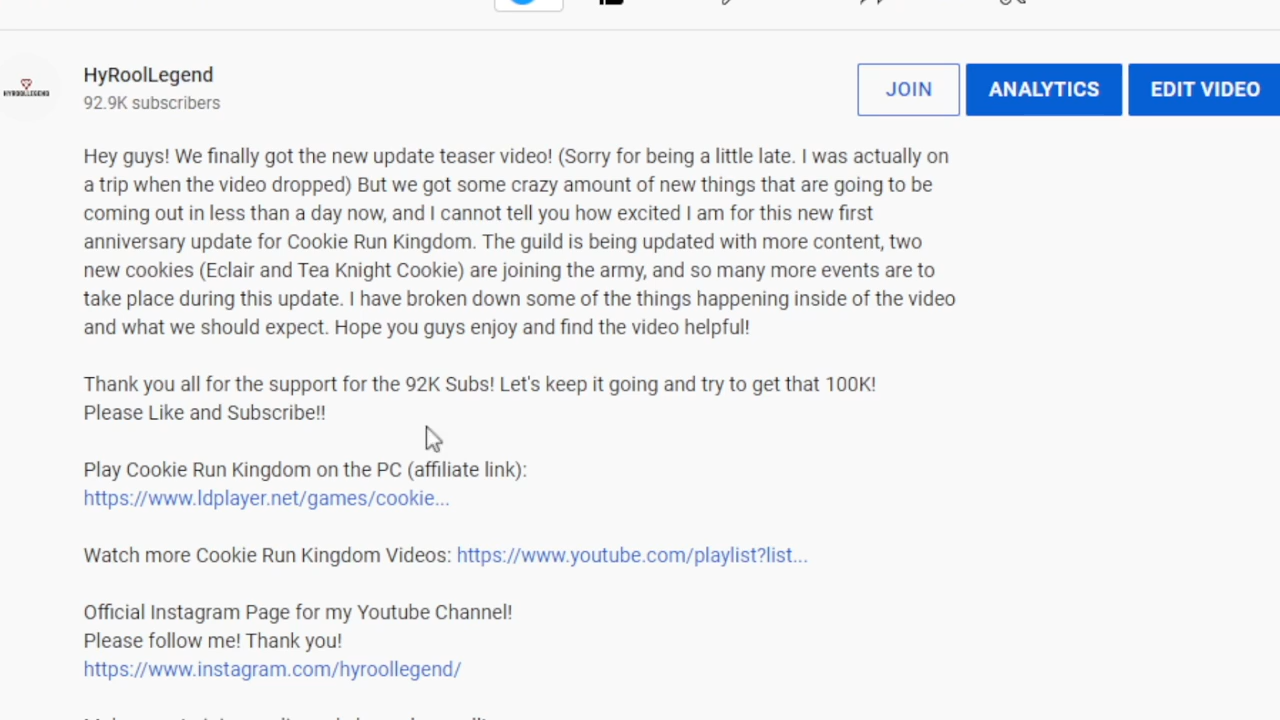 HyRoolLegend
92.9K subscribers
HYROOLLEGEND
JOIN
ANALYTICS
EDIT VIDEO
Hey guys! We finally got the new update teaser video! (Sorry for being a little late. I was actually on
a trip when the video dropped) But we got some crazy amount of new things that are going to be
coming out in less than a day now, and I cannot tell you how excited I am for this new first
anniversary update for Cookie Run Kingdom. The guild is being updated with more content, two
new cookies (Eclair and Tea Knight Cookie) are joining the army, and so many more events are to
take place during this update. I have broken down some of the things happening inside of the video
and what we should expect. Hope you guys enjoy and find the video helpful!
Thank you all for the support for the 92K Subs! Let's keep it going and try to get that 100K!
Please Like and Subscribe!!
Play Cookie Run Kingdom on the PC (affiliate link):
https://www.ldplayer.net/games/cookie...
Watch more Cookie Run Kingdom Videos: https://www.youtube.com/playlist?list...
Official Instagram Page for my Youtube Channel!
Please follow me! Thank you!
https://www.instagram.com/hyroollegend/